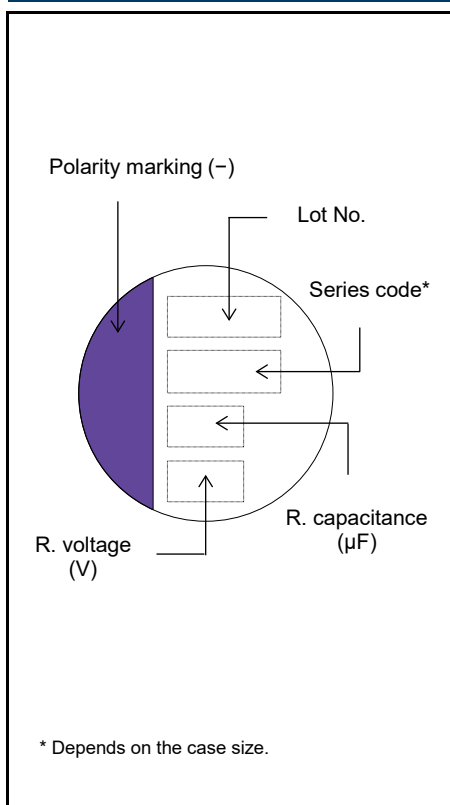 Polarity marking (−)
Lot No.
Series code*
R. capacitance
(µF)
R. voltage
(V)
* Depends on the case size.